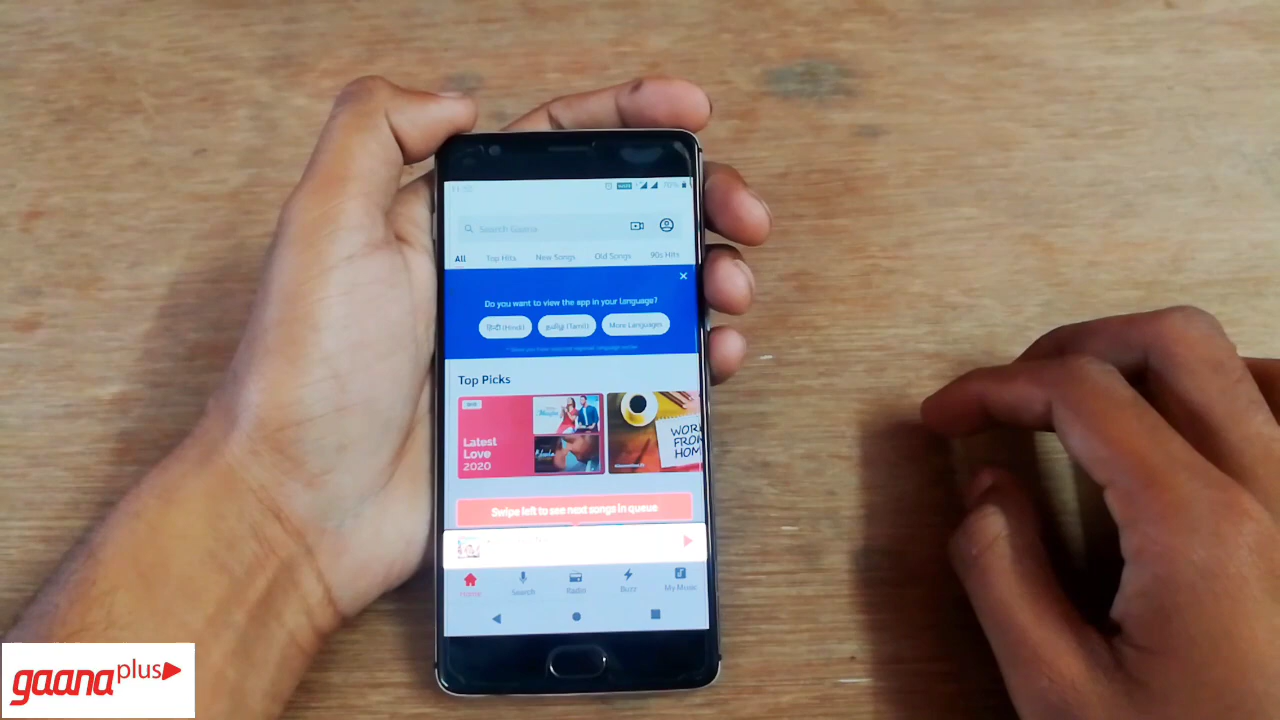 70%
Search Gaana
All Top Hits New Songs Old Songs 90s Hits
Do you want to view the app in your Language?
हिन्दी (Hindi) தமிழ் (Tamil) More Languages
Top Picks
Latest
Love
2020
WORK
FROM
HOM
Swipe left to see next songs in queue
Home Search Radio Buzz My Music
gaana plus